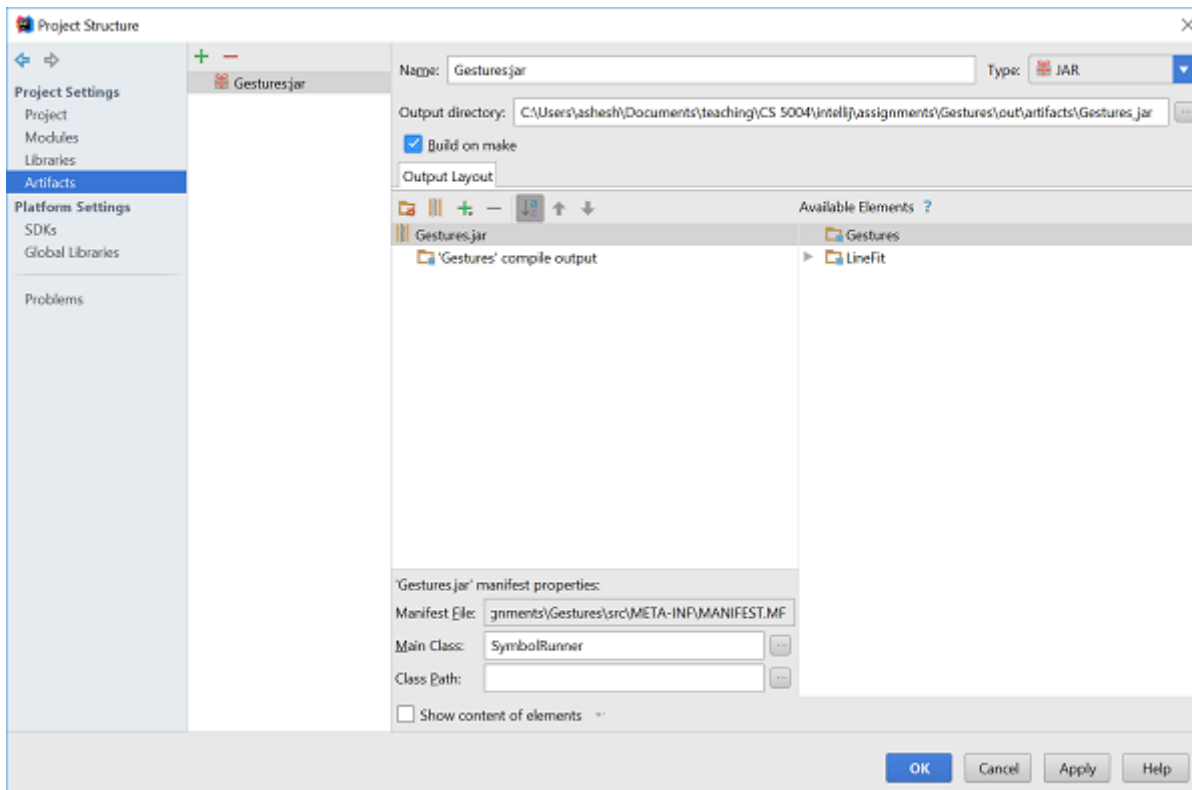 Project Structure
Project Settings
Project
Modules
Libraries
Artifacts
Platform Settings
SDKs
Global Libraries
Problems
Gestures:jar
Name: Gestures:jar
Type: JAR
Output directory: C:\Users\ashesh\Documents\teaching\CS 5004\intellij\assignments\Gestures\out\artifacts\Gestures_jar
Build on make
Output Layout
Available Elements ?
Gestures.jar
'Gestures' compile output
Gestures
LineFit
'Gestures.jar' manifest properties:
Manifest File: gnments\Gestures\src\META-INF\MANIFEST.MF
Main Class: SymbolRunner
Class Path:
Show content of elements
OK
Cancel
Apply
Help